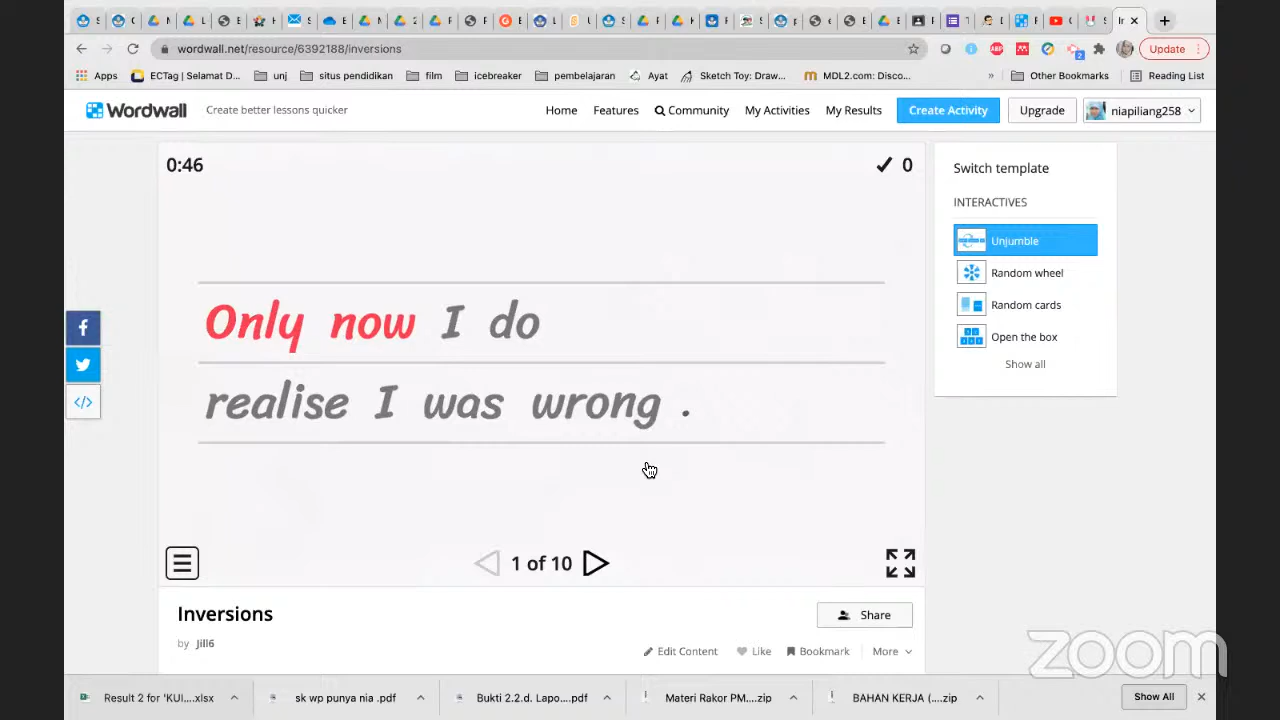 wordwall.net/resource/6392188/inversions
Update
Apps ECTag | Selamat D... unj situs pendidikan film icebreaker pembelajaran Ayat Sketch Toy: Draw... MDL2.com: Disco... » Other Bookmarks Reading List
Wordwall Create better lessons quicker Home Features Community My Activities My Results Create Activity Upgrade niapiliang258
0:46 0
Switch template
INTERACTIVES
Unjumble
Random wheel
Random cards
Open the box
Show all
Only now I do
realise I was wrong .
1 of 10
Inversions
Share
by Jill6
Edit Content Like Bookmark More
zoom
Result 2 for 'KUI....xlsx sk wp punya nia .pdf Bukti 2.2.d. Lapo....pdf Materi Rakor PM....zip BAHAN KERJA (....zip Show All